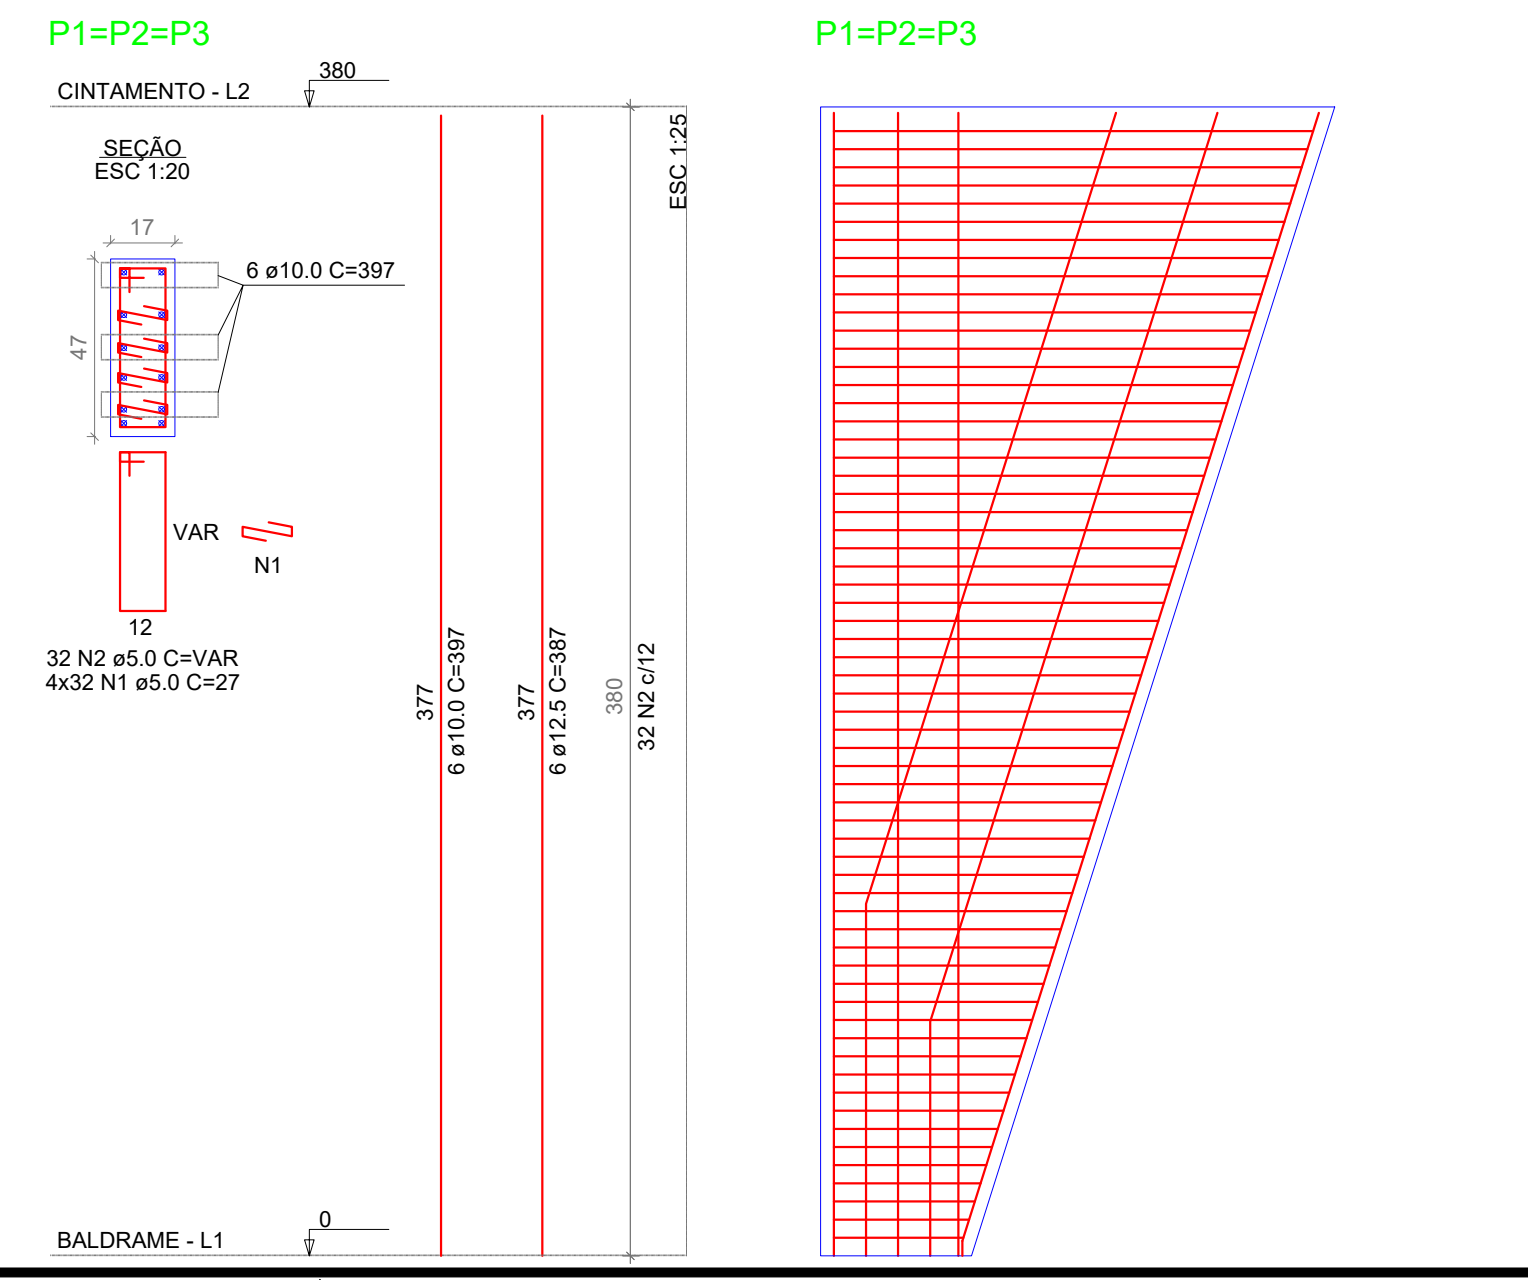 P1=P2=P3
P1=P2=P3
380
CINTAMENTO - L2
ESC 1:25
SEÇÃO
ESC 1:20
17
6 ø10.0 C=397
47
VAR
N1
12
32 N2 ø5.0 C=VAR
4x32 N1 ø5.0 C=27
377
6 ø10.0 C=397
377
6 ø12.5 C=387
380
32 N2 c/12
0
BALDRAME - L1